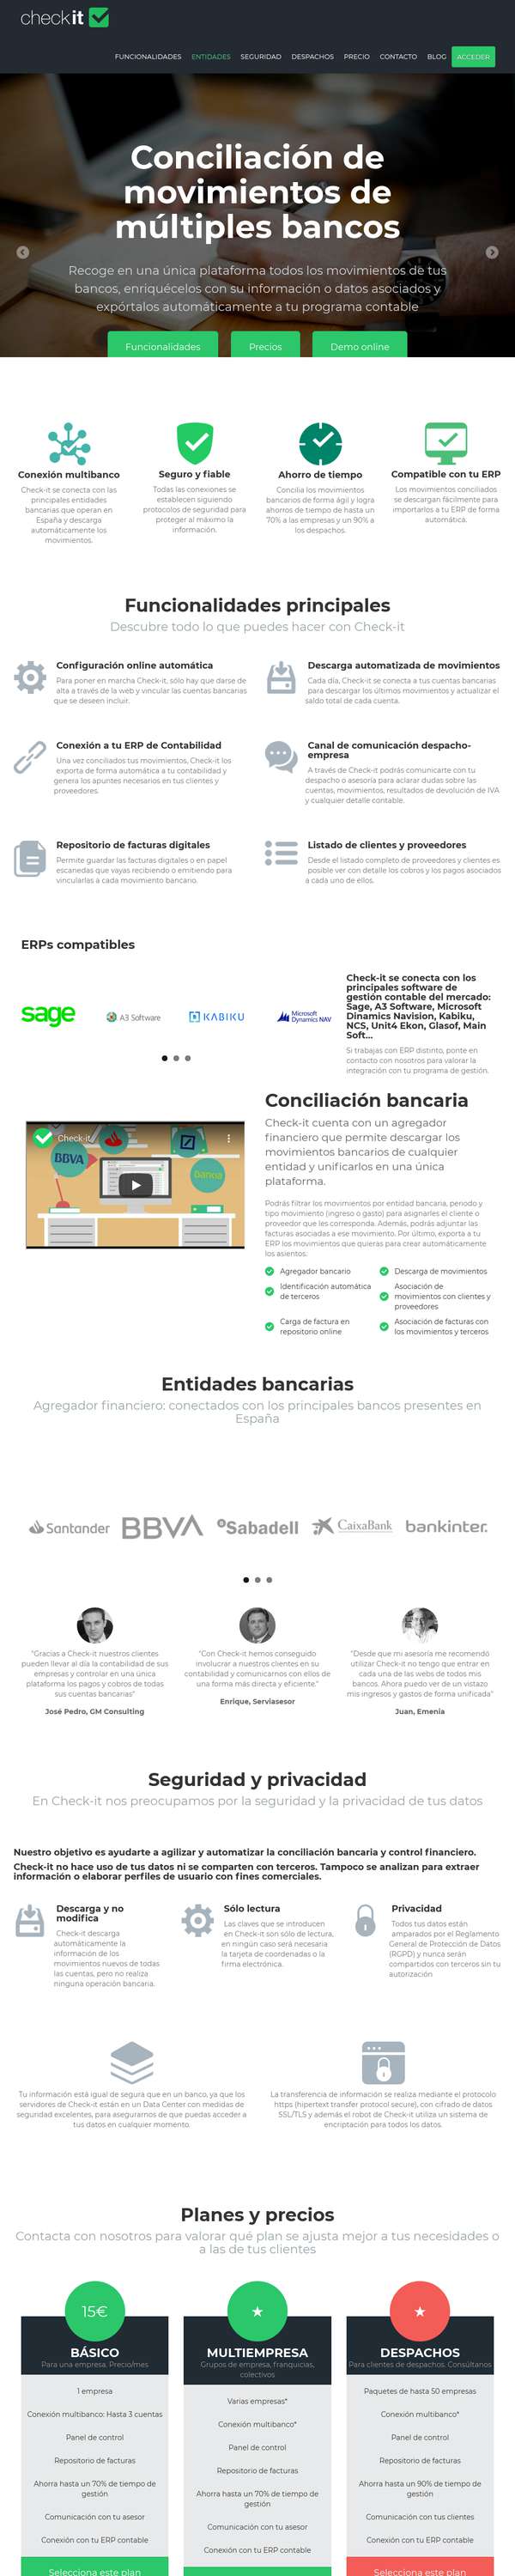 checkit
FUNCIONALIDADES ENTIDADES SEGURIDAD DESPACHOS PRECIO CONTACTO BLOG ACCEDER
Conciliación de
movimientos de
múltiples bancos
Recoge en una única plataforma todos los movimientos de tus
bancos, enriquécelos con su información o datos asociados y
expórtalos automáticamente a tu programa contable
Funcionalidades
Precios
Demo online
Conexión multibanco
Check-it se conecta con las
principales entidades
bancarias que operan en
España y descarga
automáticamente los
movimientos.
Seguro y fiable
Todas las conexiones se
establecen siguiendo
protocolos de seguridad para
proteger al máximo la
información.
Ahorro de tiempo
Concilia los movimientos
bancarios de forma ágil y logra
ahorros de tiempo de hasta un
70% a las empresas y un 90% a
los despachos.
Compatible con tu ERP
Los movimientos conciliados
se descargan fácilmente para
importarlos a tu ERP de forma
automática.
Funcionalidades principales
Descubre todo lo que puedes hacer con Check-it
Configuración online automática
Para poner en marcha Check-it, sólo hay que darse de
alta a través de la web y vincular las cuentas bancarias
que se deseen incluir.
Descarga automatizada de movimientos
Cada día, Check-it se conecta a tus cuentas bancarias
para descargar los últimos movimientos y actualizar el
saldo total de cada cuenta.
Conexión a tu ERP de Contabilidad
Una vez conciliados tus movimientos, Check-it los
exporta de forma automática a tu contabilidad y
genera los apuntes necesarios en tus clientes y
proveedores.
Canal de comunicación despacho-
empresa
A través de Check-it podrás comunicarte con tu
despacho o asesoría para aclarar dudas sobre las
cuentas, movimientos, resultados de devolución de IVA
y cualquier detalle contable.
Repositorio de facturas digitales
Permite guardar las facturas digitales o en papel
escaneadas que vayas recibiendo o emitiendo para
vincularlas a cada movimiento bancario.
Listado de clientes y proveedores
Desde el listado completo de proveedores y clientes es
posible ver con detalle los cobros y los pagos asociados
a cada uno de ellos.
ERPs compatibles
sage
A3 Software
KABIKU
Microsoft
Dynamics NAV
Check-it se conecta con los
principales software de
gestión contable del mercado:
Sage, A3 Software, Microsoft
Dinamics Navision, Kabiku,
NCS, Unit4 Ekon, Glasof, Main
Soft...
Si trabajas con ERP distinto, ponte en
contacto con nosotros para valorar la
integración con tu programa de gestión.
Check-it
BBVA
Bankia
Conciliación bancaria
Check-it cuenta con un agregador
financiero que permite descargar los
movimientos bancarios de cualquier
entidad y unificarlos en una única
plataforma.
Podrás filtrar los movimientos por entidad bancaria, periodo y
tipo movimiento (ingreso o gasto) para asignarles el cliente o
proveedor que les corresponda. Además, podrás adjuntar las
facturas asociadas a ese movimiento. Por último, exporta a tu
ERP los movimientos que quieras para crear automáticamente
los asientos.
Agregador bancario
Descarga de movimientos
Identificación automática
de terceros
Asociación de
movimientos con clientes y
proveedores
Carga de factura en
repositorio online
Asociación de facturas con
los movimientos y terceros
Entidades bancarias
Agregador financiero: conectados con los principales bancos presentes en
España
Santander
BBVA
Sabadell
CaixaBank
bankinter.
"Gracias a Check-it nuestros clientes
pueden llevar al día la contabilidad de sus
empresas y controlar en una única
plataforma los pagos y cobros de todas
sus cuentas bancarias"
José Pedro, GM Consulting
"Con Check-it hemos conseguido
involucrar a nuestros clientes en su
contabilidad y comunicarnos con ellos de
una forma más directa y eficiente."
Enrique, Serviasesor
"Desde que mi asesoría me recomendó
utilizar Check-it no tengo que entrar en
cada una de las webs de todos mis
bancos. Ahora puedo ver de un vistazo
mis ingresos y gastos de forma unificada"
Juan, Emenia
Seguridad y privacidad
En Check-it nos preocupamos por la seguridad y la privacidad de tus datos
Nuestro objetivo es ayudarte a agilizar y automatizar la conciliación bancaria y control financiero.
Check-it no hace uso de tus datos ni se comparten con terceros. Tampoco se analizan para extraer
información o elaborar perfiles de usuario con fines comerciales.
Descarga y no
modifica
Check-it descarga
automáticamente la
información de los
movimientos nuevos de todas
las cuentas, pero no realiza
ninguna operación bancaria.
Sólo lectura
Las claves que se introducen
en Check-it son sólo de lectura,
en ningún caso será necesaria
la tarjeta de coordenadas o la
firma electrónica.
Privacidad
Todos tus datos están
amparados por el Reglamento
General de Protección de Datos
(RGPD) y nunca serán
compartidos con terceros sin tu
autorización
Tu información está igual de segura que en un banco, ya que los
servidores de Check-it están en un Data Center con medidas de
seguridad excelentes, para asegurarnos de que puedas acceder a
tus datos en cualquier momento.
La transferencia de información se realiza mediante el protocolo
https (hipertext transfer protocol secure), con cifrado de datos
SSL/TLS y además el robot de Check-it utiliza un sistema de
encriptación para todos los datos.
Planes y precios
Contacta con nosotros para valorar qué plan se ajusta mejor a tus necesidades o
a las de tus clientes
15€
BÁSICO
Para una empresa. Precio/mes
1 empresa
Conexión multibanco: Hasta 3 cuentas
Panel de control
Repositorio de facturas
Ahorra hasta un 70% de tiempo de
gestión
Comunicación con tu asesor
Conexión con tu ERP contable
Selecciona este plan
MULTIEMPRESA
Grupos de empresa, franquicias,
colectivos
Varias empresas*
Conexión multibanco*
Panel de control
Repositorio de facturas
Ahorra hasta un 70% de tiempo de
gestión
Comunicación con tu asesor
Conexión con tu ERP contable
DESPACHOS
Para clientes de despachos. Consúltanos
Paquetes de hasta 50 empresas
Conexión multibanco*
Panel de control
Repositorio de facturas
Ahorra hasta un 90% de tiempo de
gestión
Comunicación con tus clientes
Conexión con tu ERP contable
Selecciona este plan